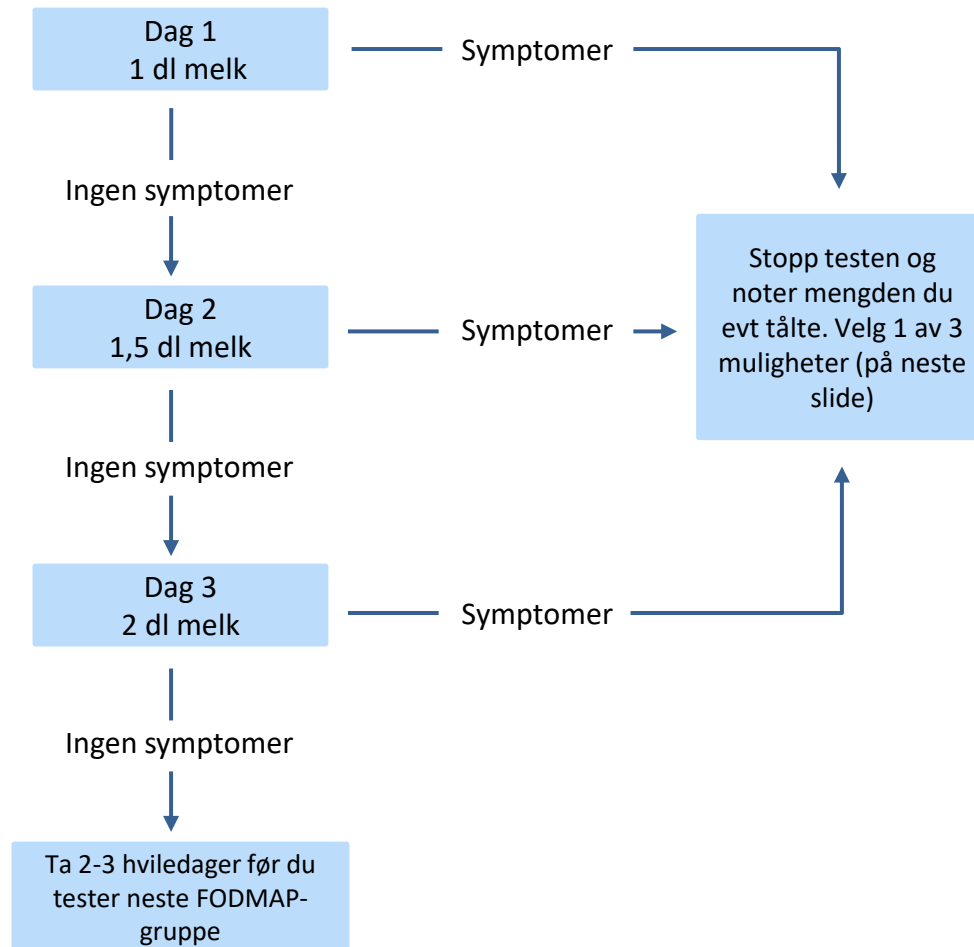 Dag 1
1 dl melk
Symptomer
Ingen symptomer
Dag 2
1,5 dl melk
Symptomer
Stopp testen og
noter mengden du
evt tålte. Velg 1 av 3
muligheter (på neste
slide)
Ingen symptomer
Dag 3
2 dl melk
Symptomer
Ingen symptomer
Ta 2-3 hviledager før du
tester neste FODMAP-
gruppe